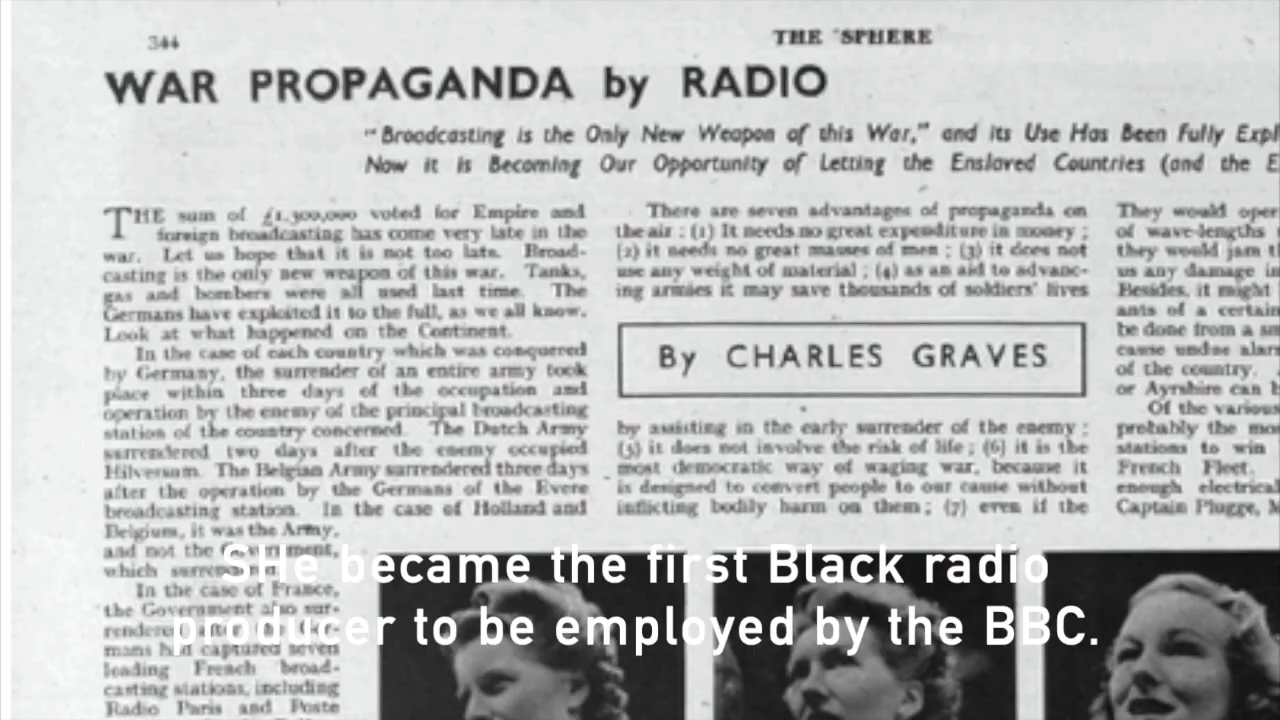 344
THE SPHERE
WAR PROPAGANDA by RADIO
"Broadcasting is the Only New Weapon of this War," and its Use Has Been Fully Expl
Now it is Becoming Our Opportunity of Letting the Enslaved Countries (and the E
THE sum of £1,300,000 voted for Empire and
foreign broadcasting has come very late in the
war. Let us hope that it is not too late. Broad-
casting is the only new weapon of this war. Tanks,
gas and bombers were all used last time. The
Germans have exploited it to the full, as we all know.
Look at what happened on the Continent.
In the case of each country which was conquered
by Germany, the surrender of an entire army took
place within three days of the occupation and
operation by the enemy of the principal broadcasting
station of the country concerned. The Dutch Army
surrendered two days after the enemy occupied
Hilversum. The Belgian Army surrendered three days
after the operation by the Germans of the Evere
broadcasting station. In the case of Holland and
Belgium, it was the Army,
and not the Government,
which
In the case of France,
the Government also sur-
mans had captured seven
leading French broad-
casting stations, including
Radio Paris and Poste
There are seven advantages of propaganda on
the air : (1) It needs no great expenditure in money ;
(2) it needs no great masses of men ; (3) it does not
use any weight of material ; (4) as an aid to advanc-
ing armies it may save thousands of soldiers' lives
By CHARLES GRAVES
by assisting in the early surrender of the enemy ;
(5) it does not involve the risk of life ; (6) it is the
most democratic way of waging war, because it
is designed to convert people to our cause without
inflicting bodily harm on them ; (7) even if the
They would oper
of wave-lengths
they would jam t
us any damage in
Besides, it might
ants of a certain
be done from a sm
cause undue alar
of the country.
or Ayrshire can b
Of the various
probably the mo
stations to win
French Fleet.
enough electrical
Captain Plugge, M
She became the first Black radio
producer to be employed by the BBC.